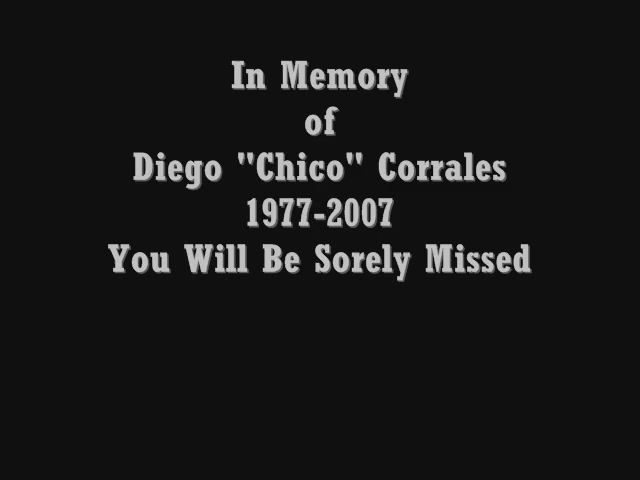 In Memory
of
Diego "Chico" Corrales
1977-2007
You Will Be Sorely Missed